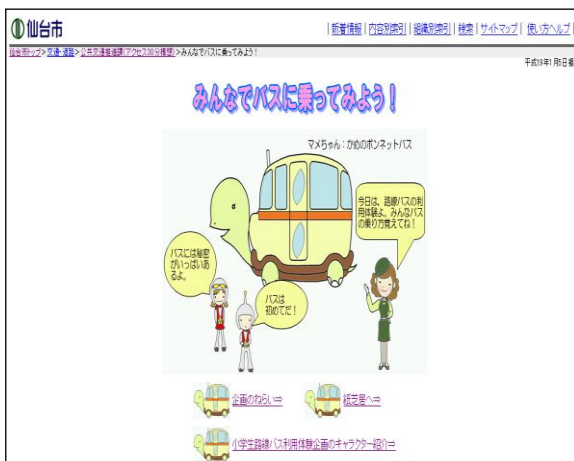 仙台市
|新着情報|内容別索引|組織別索引|検索|サイトマップ|使い方ヘルプ|
仙台市トップ>交通・道路>公共交通推進課(アクセス30分構想)>みんなでバスに乗ってみよう!
平成19年1月5日掲
みんなでバスに乗ってみよう!
マメちゃん:かめのボンネットバス
今日は、路線バスの利
用体験よ。みんなバス
の乗り方覚えてね!
バスには秘密
がいっぱいあ
るよ。
バスは
初めてだ!
企画のねらい⇒
紙芝居へ⇒
小学生路線バス利用体験企画のキャラクター紹介⇒